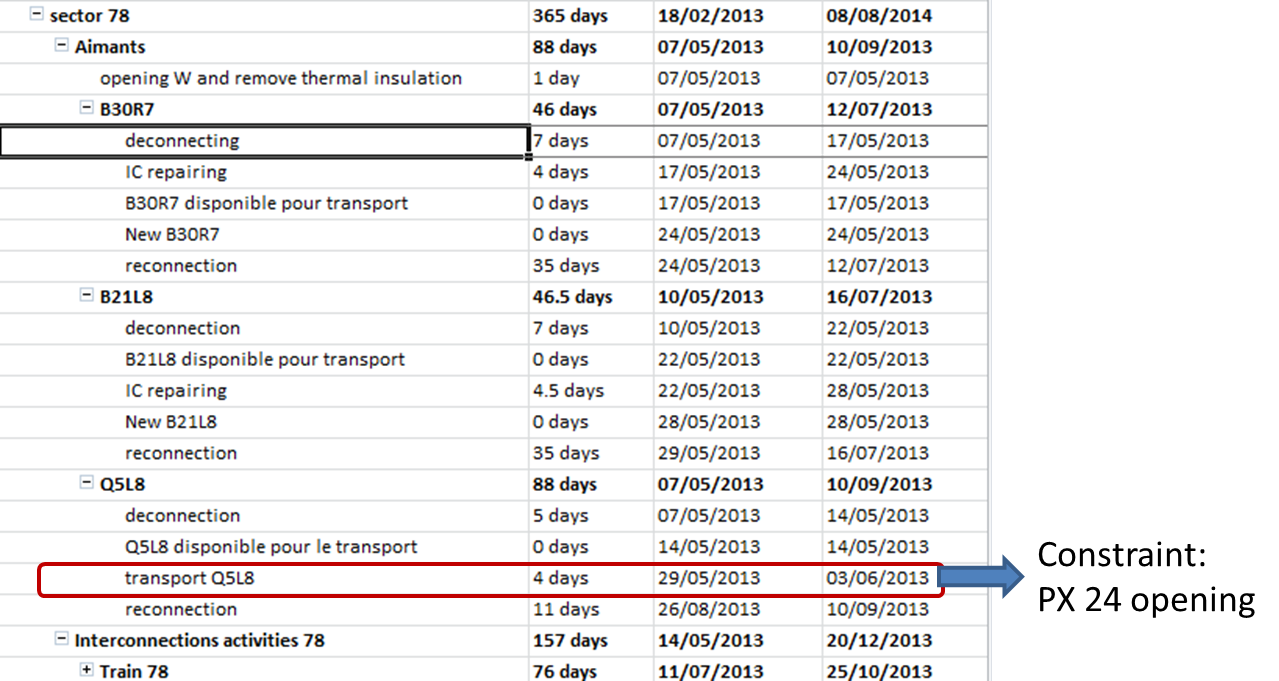 sector 78 365 days 18/02/2013 08/08/2014
Aimants 88 days 07/05/2013 10/09/2013
opening W and remove thermal insulation 1 day 07/05/2013 07/05/2013
B30R7 46 days 07/05/2013 12/07/2013
deconnecting 7 days 07/05/2013 17/05/2013
IC repairing 4 days 17/05/2013 24/05/2013
B30R7 disponible pour transport 0 days 17/05/2013 17/05/2013
New B30R7 0 days 24/05/2013 24/05/2013
reconnection 35 days 24/05/2013 12/07/2013
B21L8 46.5 days 10/05/2013 16/07/2013
deconnection 7 days 10/05/2013 22/05/2013
B21L8 disponible pour transport 0 days 22/05/2013 22/05/2013
IC repairing 4.5 days 22/05/2013 28/05/2013
New B21L8 0 days 28/05/2013 28/05/2013
reconnection 35 days 29/05/2013 16/07/2013
Q5L8 88 days 07/05/2013 10/09/2013
deconnection 5 days 07/05/2013 14/05/2013
Q5L8 disponible pour le transport 0 days 14/05/2013 14/05/2013
transport Q5L8 4 days 29/05/2013 03/06/2013
reconnection 11 days 26/08/2013 10/09/2013
Interconnections activities 78 157 days 14/05/2013 20/12/2013
Train 78 76 days 11/07/2013 25/10/2013
Constraint:
PX 24 opening